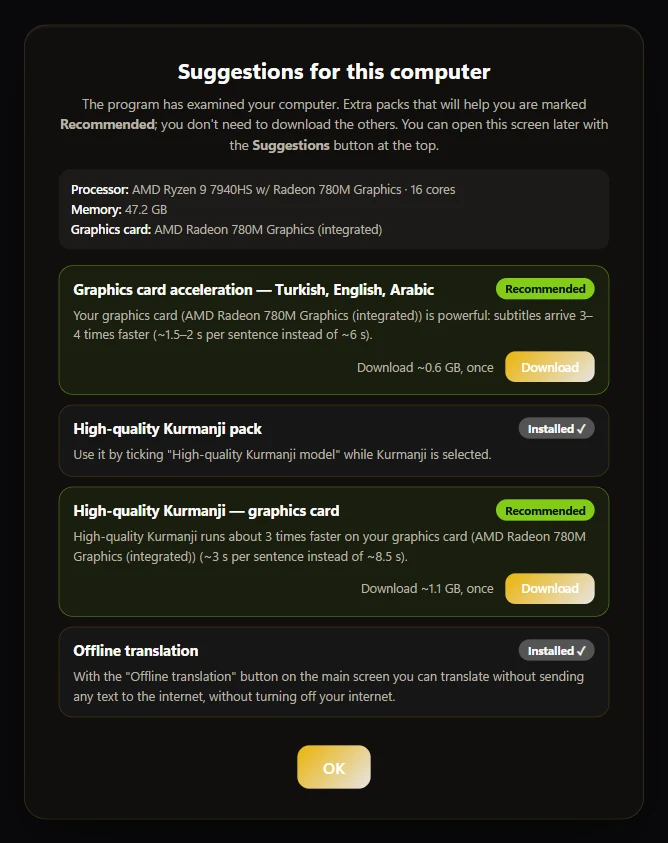 Suggestions for this computer
The program has examined your computer. Extra packs that will help you are marked
Recommended; you don't need to download the others. You can open this screen later with
the Suggestions button at the top.
Processor: AMD Ryzen 9 7940HS w/ Radeon 780M Graphics · 16 cores
Memory: 47.2 GB
Graphics card: AMD Radeon 780M Graphics (integrated)
Graphics card acceleration — Turkish, English, Arabic
Recommended
Your graphics card (AMD Radeon 780M Graphics (integrated)) is powerful: subtitles arrive 3–
4 times faster (~1.5–2 s per sentence instead of ~6 s).
Download ~0.6 GB, once
Download
High-quality Kurmanji pack
Installed ✓
Use it by ticking "High-quality Kurmanji model" while Kurmanji is selected.
High-quality Kurmanji — graphics card
Recommended
High-quality Kurmanji runs about 3 times faster on your graphics card (AMD Radeon 780M
Graphics (integrated)) (~3 s per sentence instead of ~8.5 s).
Download ~1.1 GB, once
Download
Offline translation
Installed ✓
With the "Offline translation" button on the main screen you can translate without sending
any text to the internet, without turning off your internet.
OK